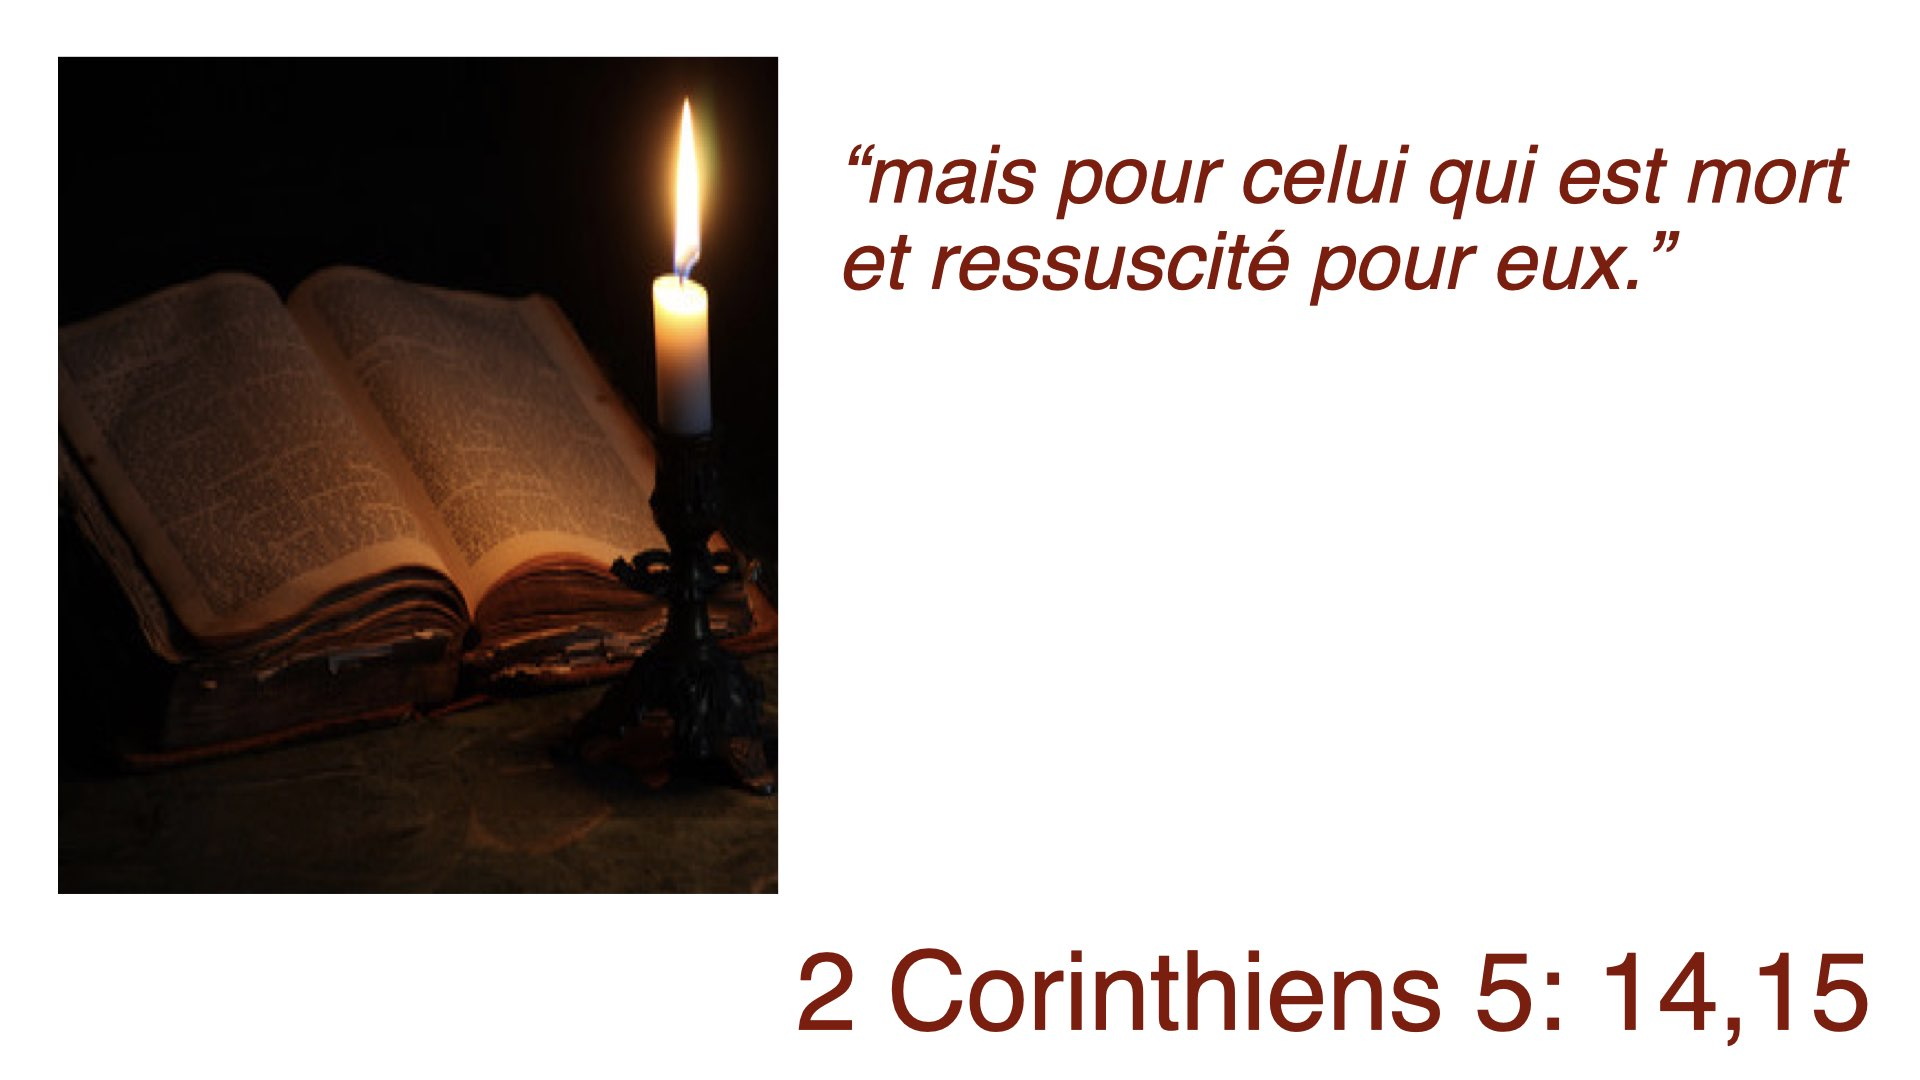 “mais pour celui qui est mort
et ressuscité pour eux.”
2 Corinthiens 5: 14,15